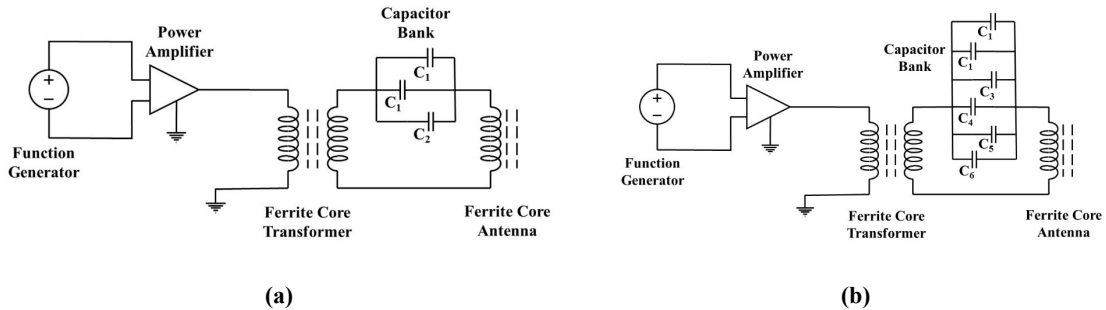 Capacitor
Bank
Power
Amplifier
C1
C1
C2
Function
Generator
Ferrite Core
Transformer
Ferrite Core
Antenna
(a)
C1
Power
Amplifier
Capacitor
Bank
C1
C3
C4
C5
C6
Function
Generator
Ferrite Core
Transformer
Ferrite Core
Antenna
(b)